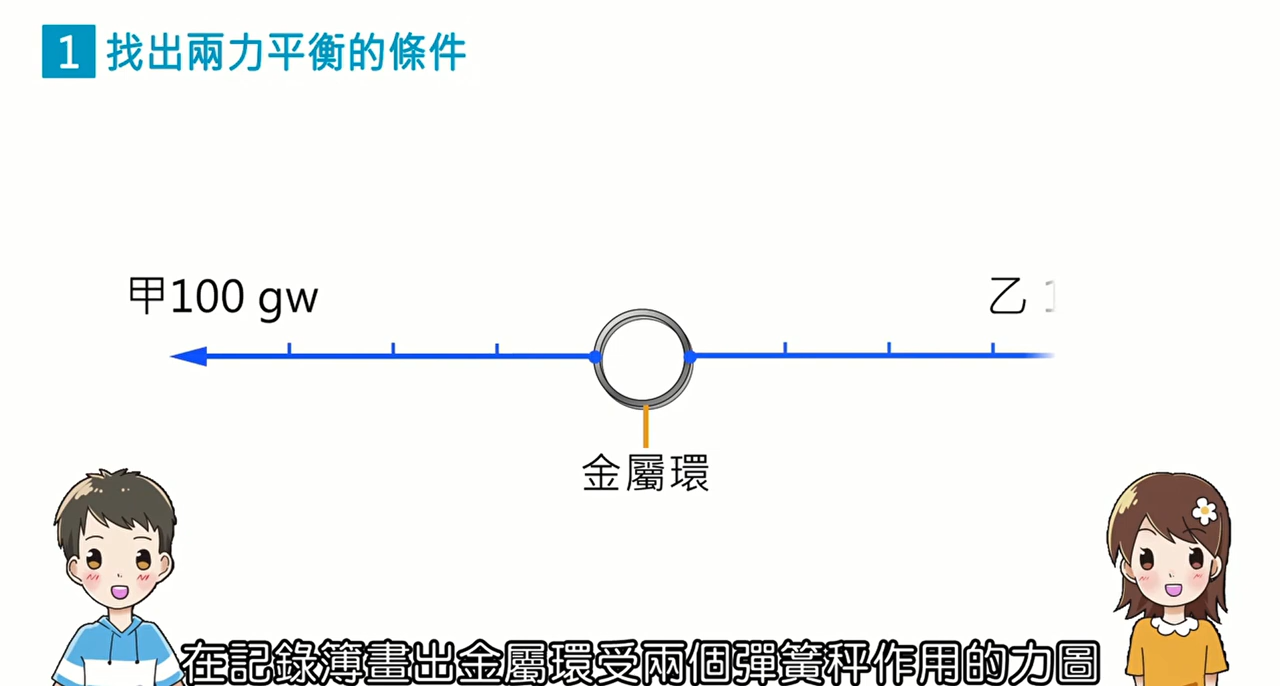 1 找出兩力平衡的條件
甲100 gw
乙
金屬環
在記錄簿畫出金屬環受兩個彈簧秤作用的力圖